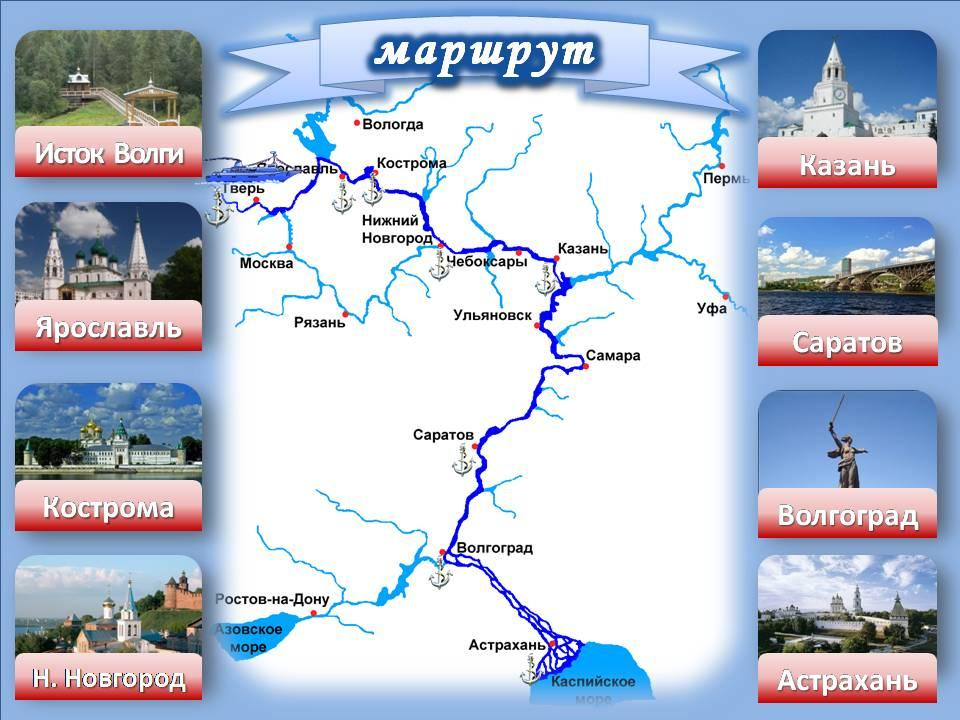 маршрут
Исток Волги
Ярославль
Кострома
Н. Новгород
Вологда
Ярославль
Кострома
Тверь
Пермь
Нижний
Новгород
Москва
Чебоксары
Казань
Рязань
Ульяновск
Уфа
Самара
Саратов
Волгоград
Ростов-на-Дону
Азовское
море
Астрахань
Каспийское
море
Казань
Саратов
Волгоград
Астрахань